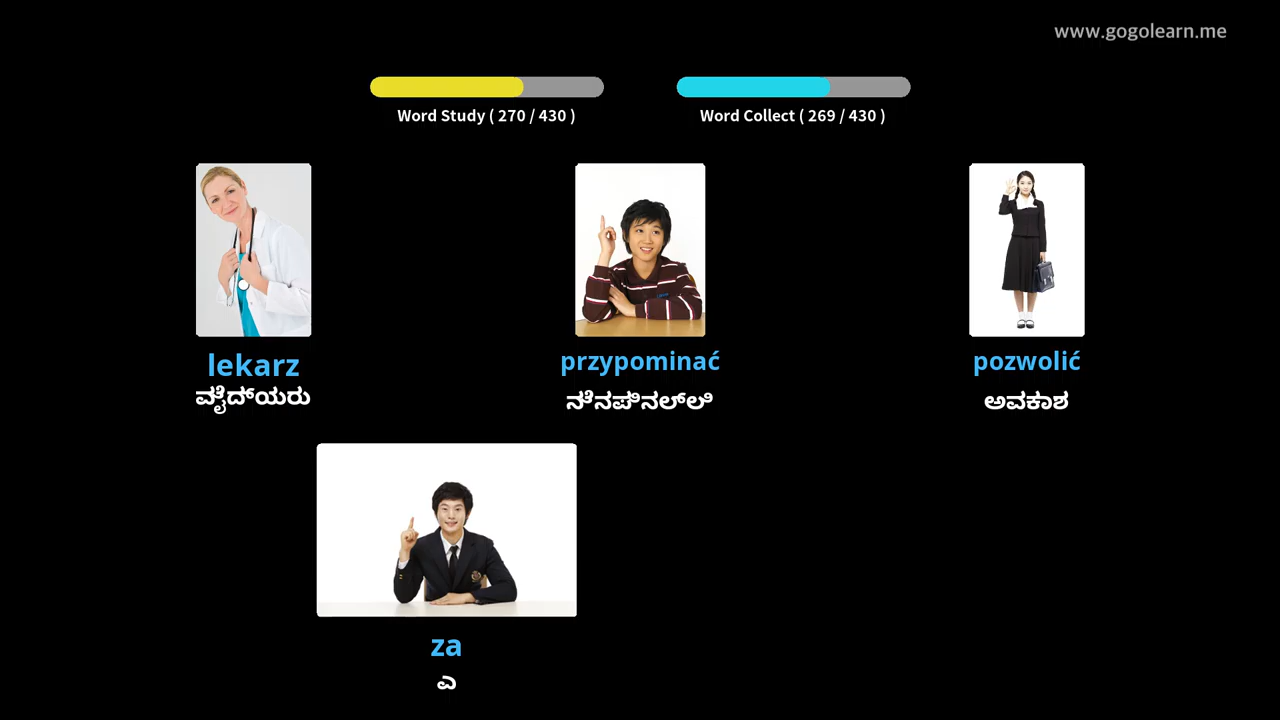 www.gogolearn.me
Word Study ( 270 / 430 )
Word Collect ( 269 / 430 )
lekarz
ವೈದ್ಯರು
przypominać
ನೆನಪಿನಲ್ಲಿ
pozwolić
ಅವಕಾಶ
za
ಎ